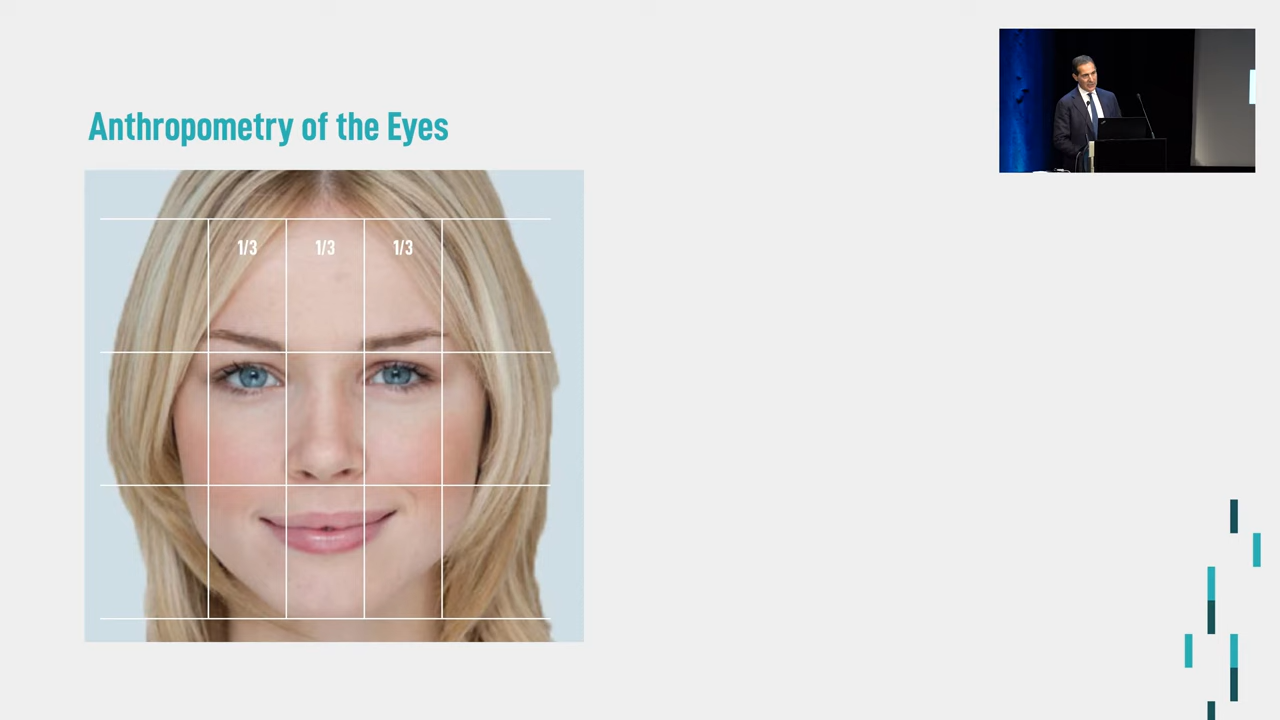 Anthropometry of the Eyes
1/3 1/3 1/3